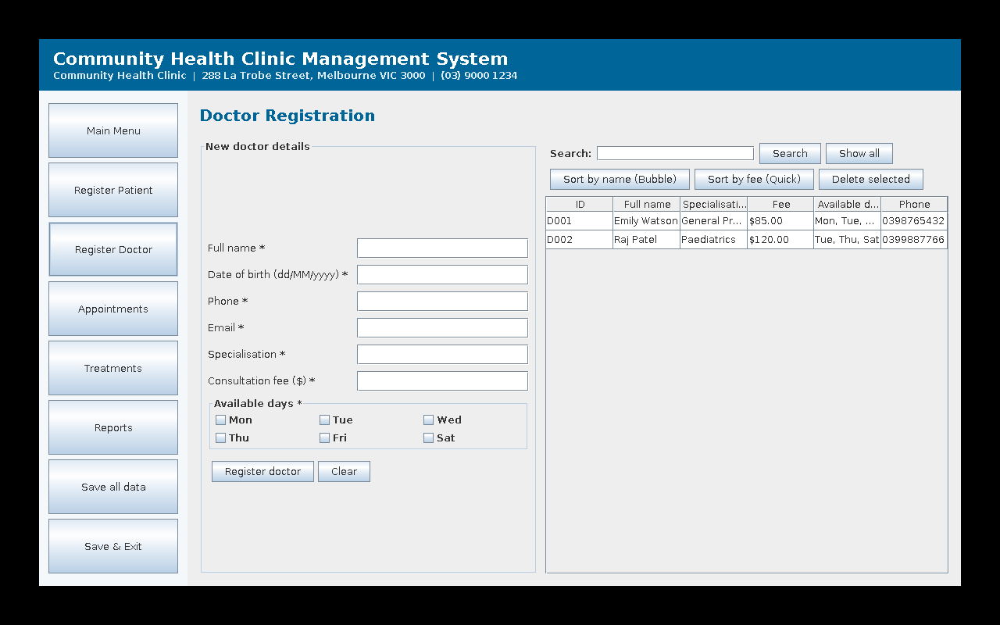 Community Health Clinic Management System
Community Health Clinic | 288 La Trobe Street, Melbourne VIC 3000 | (03) 9000 1234
Main Menu
Register Patient
Register Doctor
Appointments
Treatments
Reports
Save all data
Save & Exit
Doctor Registration
New doctor details
Full name *
Date of birth (dd/MM/yyyy) *
Phone *
Email *
Specialisation *
Consultation fee ($) *
Available days *
Mon Tue Wed
Thu Fri Sat
Register doctor Clear
Search: Search Show all
Sort by name (Bubble) Sort by fee (Quick) Delete selected
ID Full name Specialisati... Fee Available d... Phone
D001 Emily Watson General Pr... $85.00 Mon, Tue, ... 0398765432
D002 Raj Patel Paediatrics $120.00 Tue, Thu, Sat 0399887766